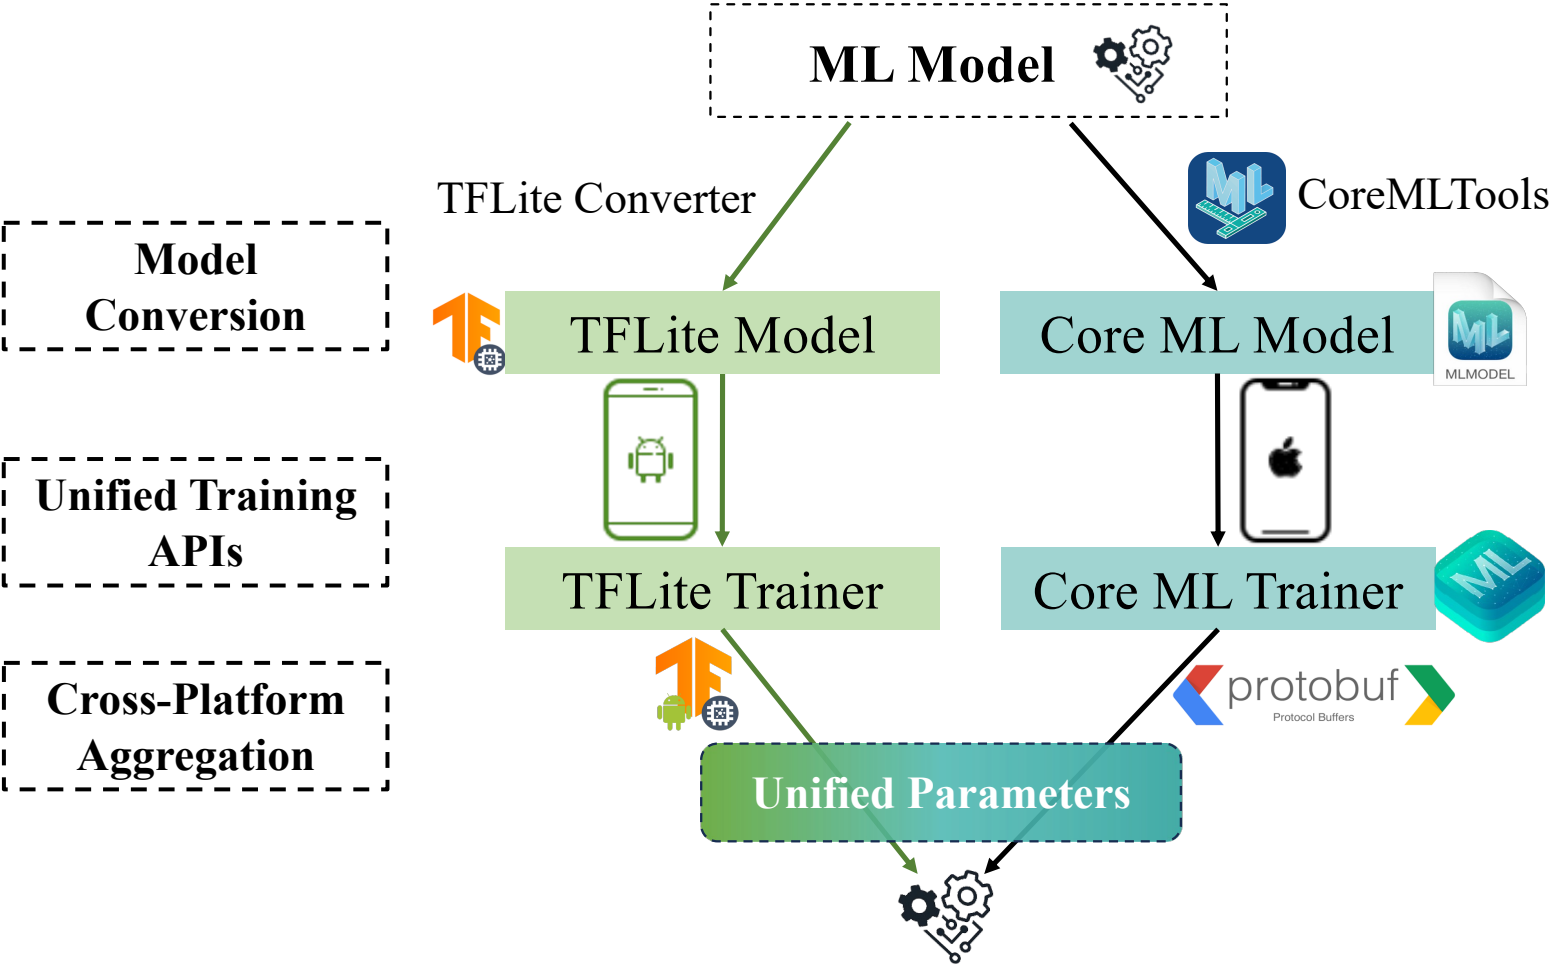 ML Model
TFLite Converter
CoreMLTools
Model
Conversion
TFLite Model
Core ML Model
MLMODEL
Unified Training
APIs
TFLite Trainer
Core ML Trainer
ML
Cross-Platform
Aggregation
protobuf
Protocol Buffers
Unified Parameters